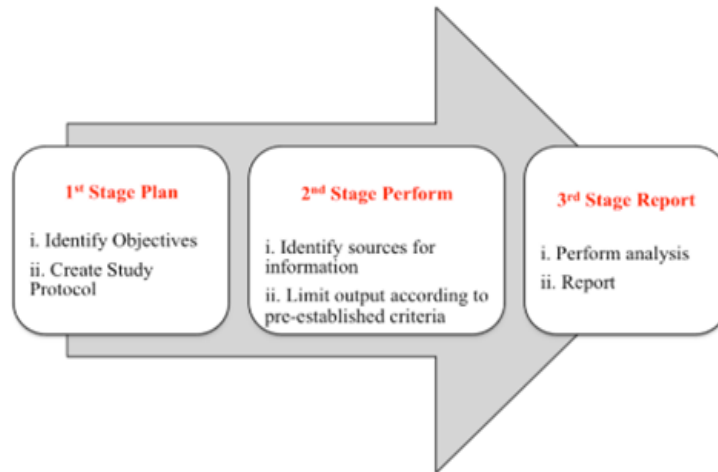 1st Stage Plan
i. Identify Objectives
ii. Create Study
Protocol
2nd Stage Perform
i. Identify sources for
information
ii. Limit output according to
pre-established criteria
3rd Stage Report
i. Perform analysis
ii. Report